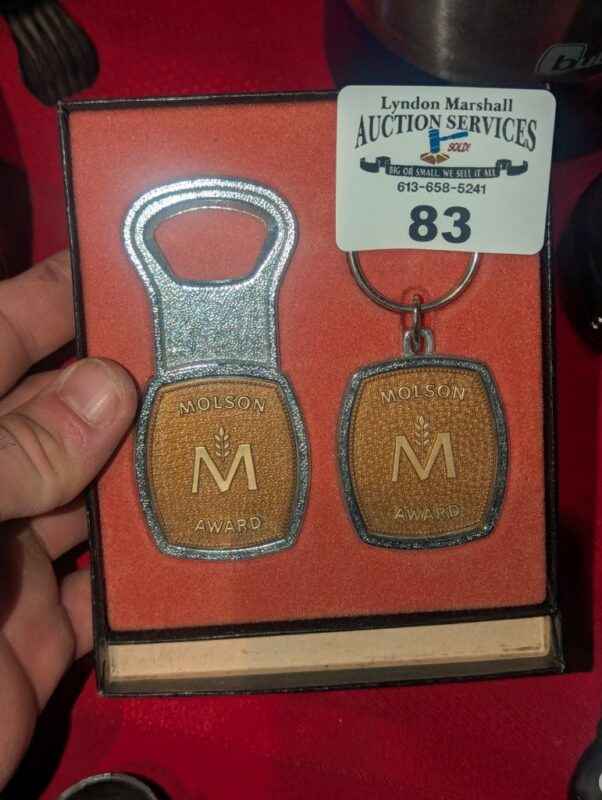 Lyndon Marshall
AUCTION SERVICES
SOLD!
BIG OR SMALL, WE SELL IT ALL
613-658-5241
83
MOLSON
M
AWARD
MOLSON
M
AWARD